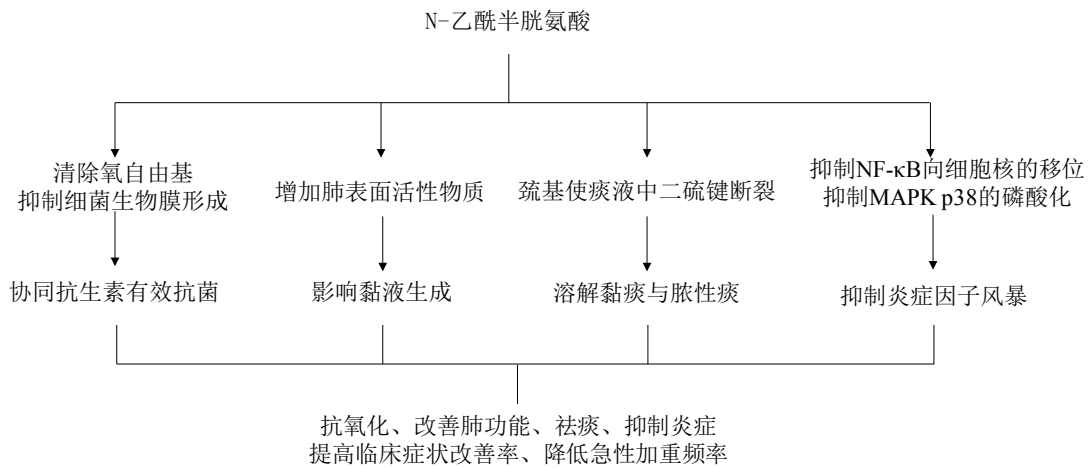 N-乙酰半胱氨酸
清除氧自由基
抑制细菌生物膜形成
增加肺表面活性物质
巯基使痰液中二硫键断裂
抑制NF-κB向细胞核的移位
抑制MAPK p38的磷酸化
协同抗生素有效抗菌
影响黏液生成
溶解黏痰与脓性痰
抑制炎症因子风暴
抗氧化、改善肺功能、祛痰、抑制炎症
提高临床症状改善率、降低急性加重频率